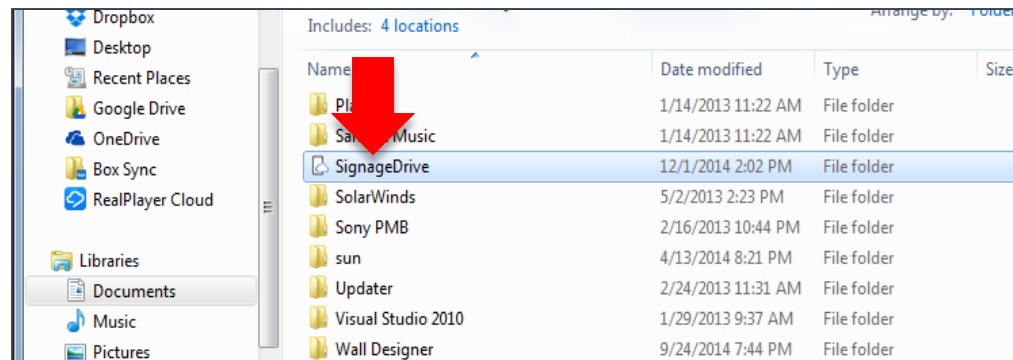 Dropbox
Desktop
Recent Places
Google Drive
OneDrive
Box Sync
RealPlayer Cloud
Libraries
Documents
Music
Pictures
Includes: 4 locations
Arrange by: Folder
Name Date modified Type Size
1/14/2013 11:22 AM File folder
Music 1/14/2013 11:22 AM File folder
SignageDrive 12/1/2014 2:02 PM File folder
SolarWinds 5/2/2013 2:23 PM File folder
Sony PMB 2/16/2013 10:44 PM File folder
sun 4/13/2014 8:21 PM File folder
Updater 2/24/2013 11:31 AM File folder
Visual Studio 2010 1/29/2013 9:37 AM File folder
Wall Designer 9/24/2014 7:44 PM File folder